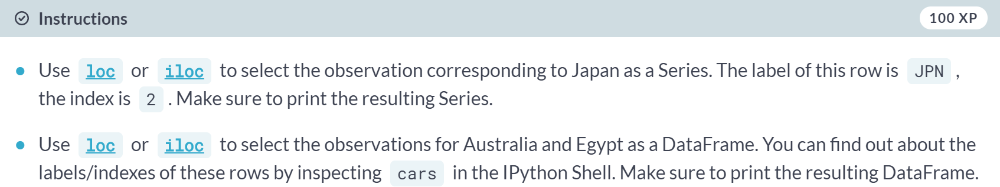 Instructions
100 XP
Use loc or iloc to select the observation corresponding to Japan as a Series. The label of this row is JPN ,
the index is 2 . Make sure to print the resulting Series.
Use loc or iloc to select the observations for Australia and Egypt as a DataFrame. You can find out about the
labels/indexes of these rows by inspecting cars in the IPython Shell. Make sure to print the resulting DataFrame.